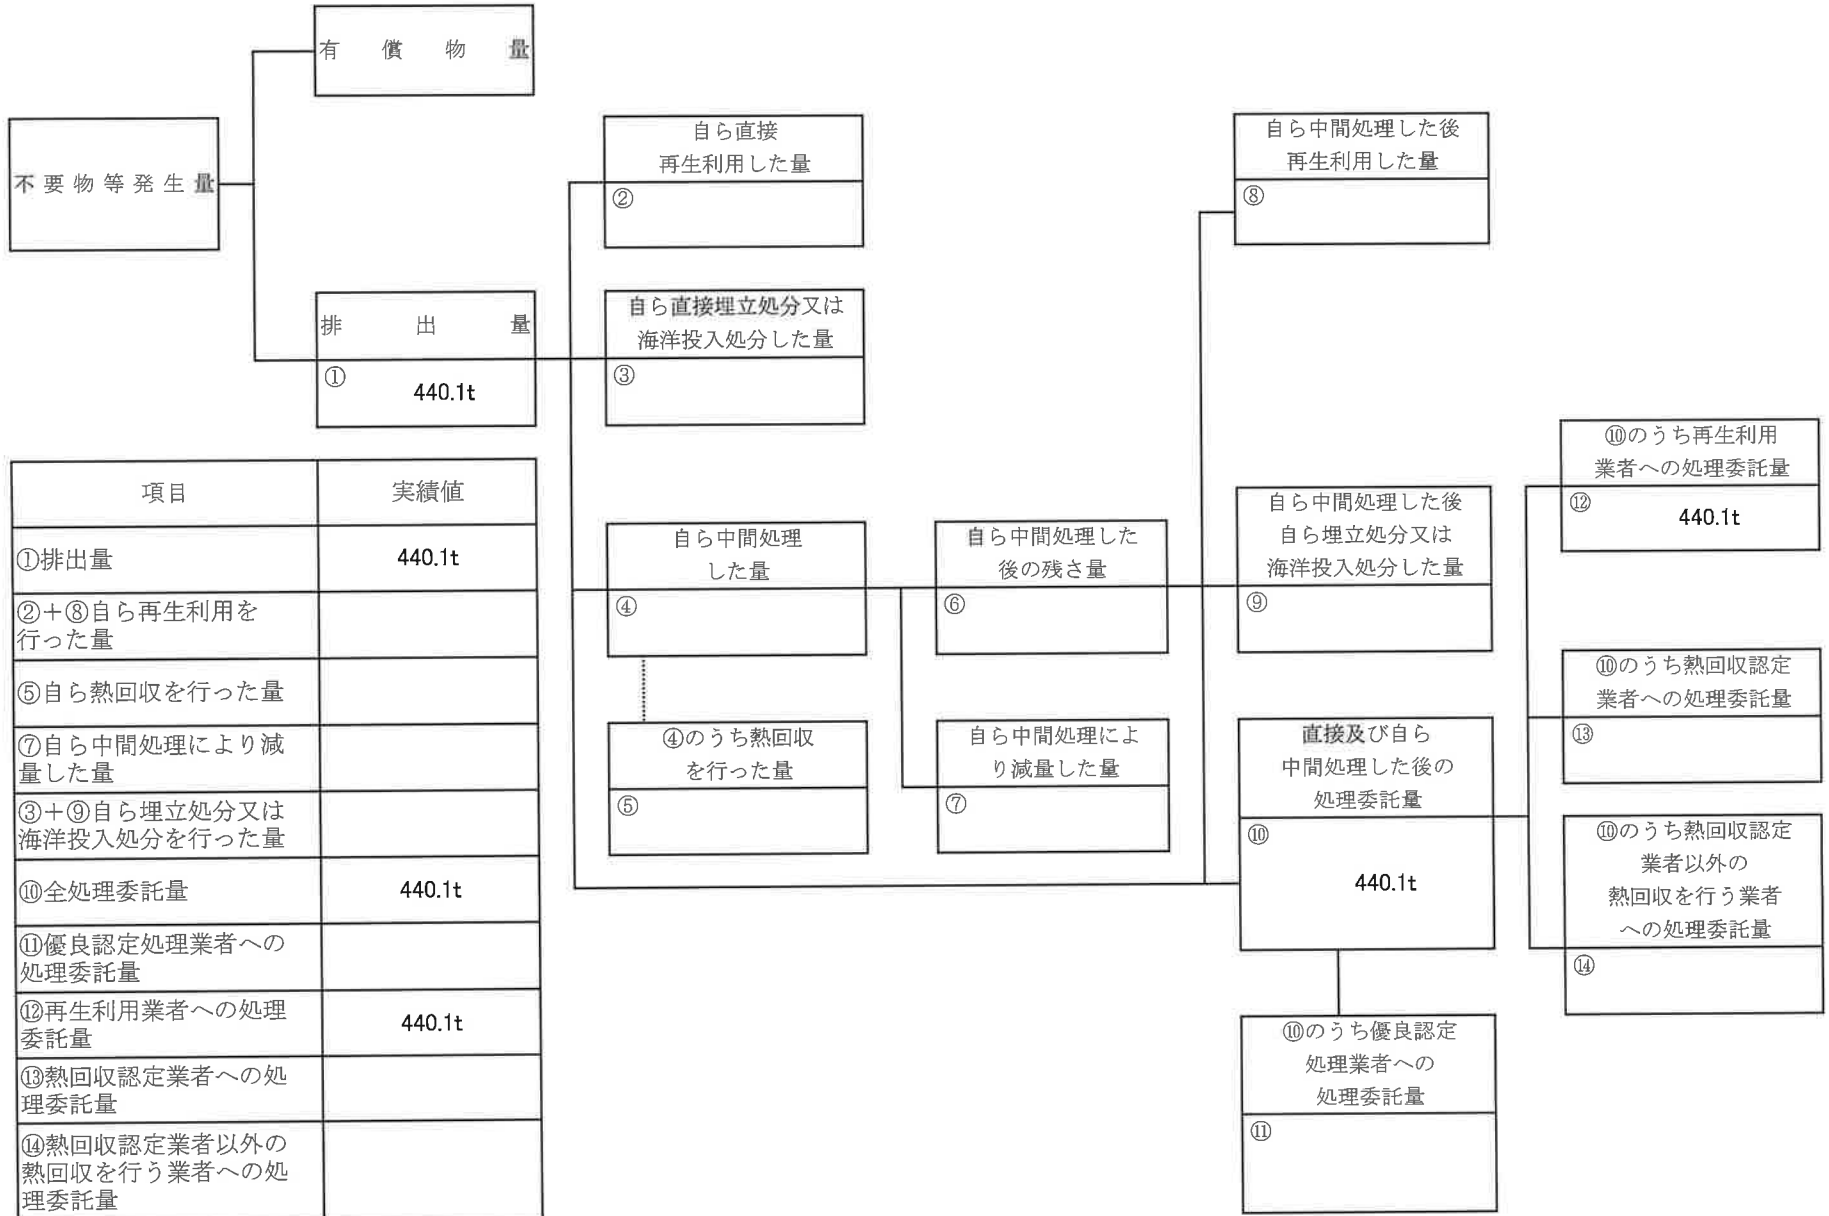 有償物量
不要物等発生量
排出量
①
440.1t
自ら直接
再生利用した量
②
自ら直接埋立処分又は
海洋投入処分した量
③
自ら中間処理
した量
④
④のうち熱回収
を行った量
⑤
自ら中間処理した
後の残さ量
⑥
自ら中間処理によ
り減量した量
⑦
自ら中間処理した後
再生利用した量
⑧
自ら中間処理した後
自ら埋立処分又は
海洋投入処分した量
⑨
直接及び自ら
中間処理した後の
処理委託量
⑩
440.1t
⑩のうち優良認定
処理業者への
処理委託量
⑪
⑩のうち再生利用
業者への処理委託量
⑫
440.1t
⑩のうち熱回収認定
業者への処理委託量
⑬
⑩のうち熱回収認定
業者以外の
熱回収を行う業者
への処理委託量
⑭
項目 実績値
①排出量 440.1t
②＋⑧自ら再生利用を
行った量
⑤自ら熱回収を行った量
⑦自ら中間処理により減
量した量
③＋⑨自ら埋立処分又は
海洋投入処分を行った量
⑩全処理委託量 440.1t
⑪優良認定処理業者への
処理委託量
⑫再生利用業者への処理
委託量 440.1t
⑬熱回収認定業者への処
理委託量
⑭熱回収認定業者以外の
熱回収を行う業者への処
理委託量